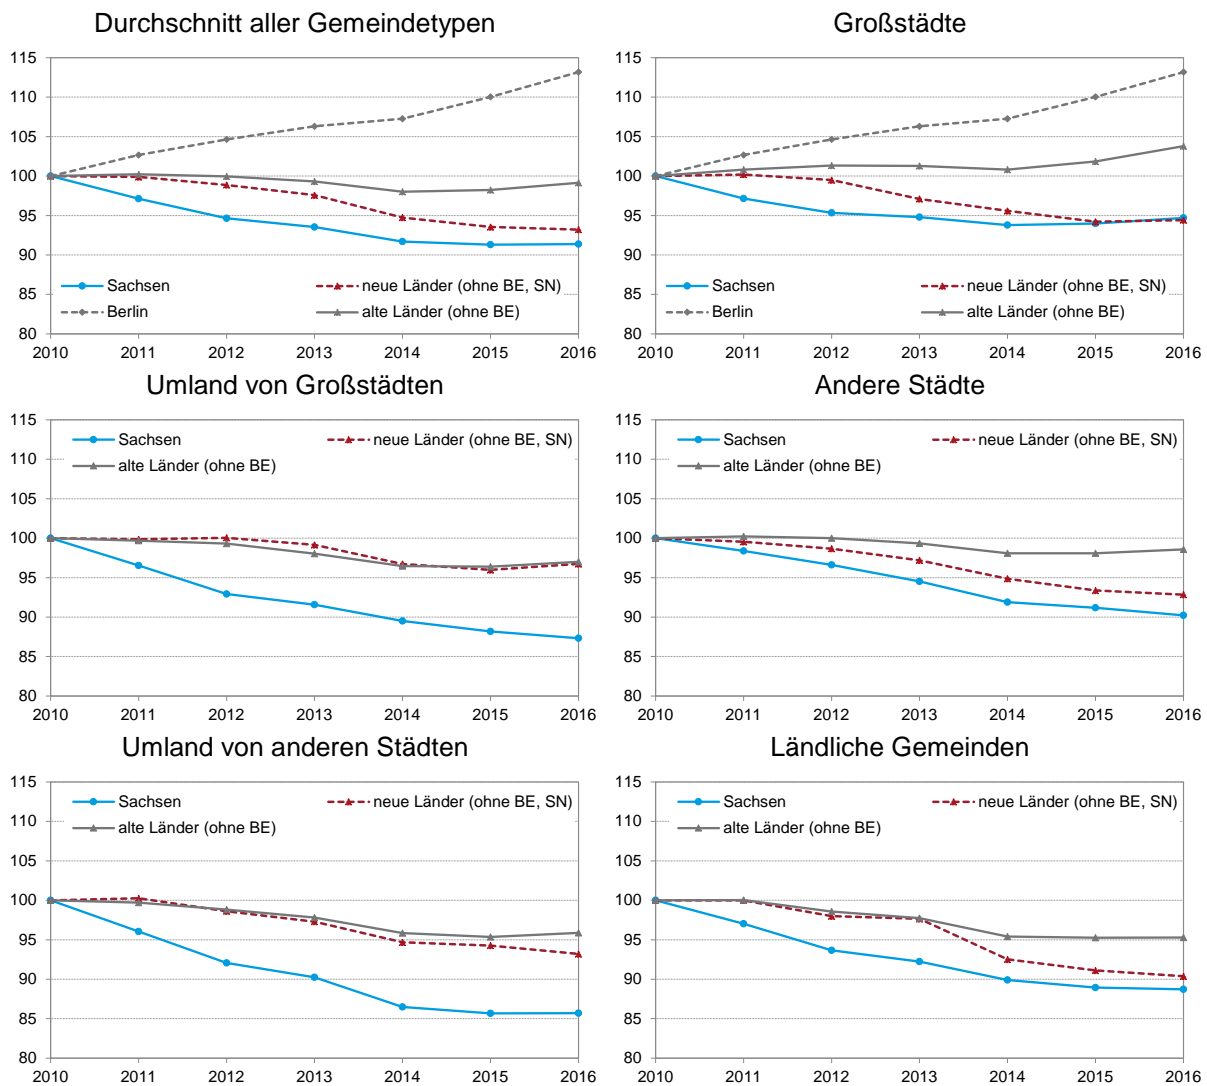 Durchschnitt aller Gemeindetypen
115
110
105
100
95
90
85
80
Sachsen
neue Länder (ohne BE, SN)
Berlin
alte Länder (ohne BE)
2010 2011 2012 2013 2014 2015 2016
Großstädte
115
110
105
100
95
90
85
80
Sachsen
neue Länder (ohne BE, SN)
Berlin
alte Länder (ohne BE)
2010 2011 2012 2013 2014 2015 2016
Umland von Großstädten
115
110
105
100
95
90
85
80
Sachsen
neue Länder (ohne BE, SN)
alte Länder (ohne BE)
2010 2011 2012 2013 2014 2015 2016
Andere Städte
115
110
105
100
95
90
85
80
Sachsen
neue Länder (ohne BE, SN)
alte Länder (ohne BE)
2010 2011 2012 2013 2014 2015 2016
Umland von anderen Städten
115
110
105
100
95
90
85
80
Sachsen
neue Länder (ohne BE, SN)
alte Länder (ohne BE)
2010 2011 2012 2013 2014 2015 2016
Ländliche Gemeinden
115
110
105
100
95
90
85
80
Sachsen
neue Länder (ohne BE, SN)
alte Länder (ohne BE)
2010 2011 2012 2013 2014 2015 2016